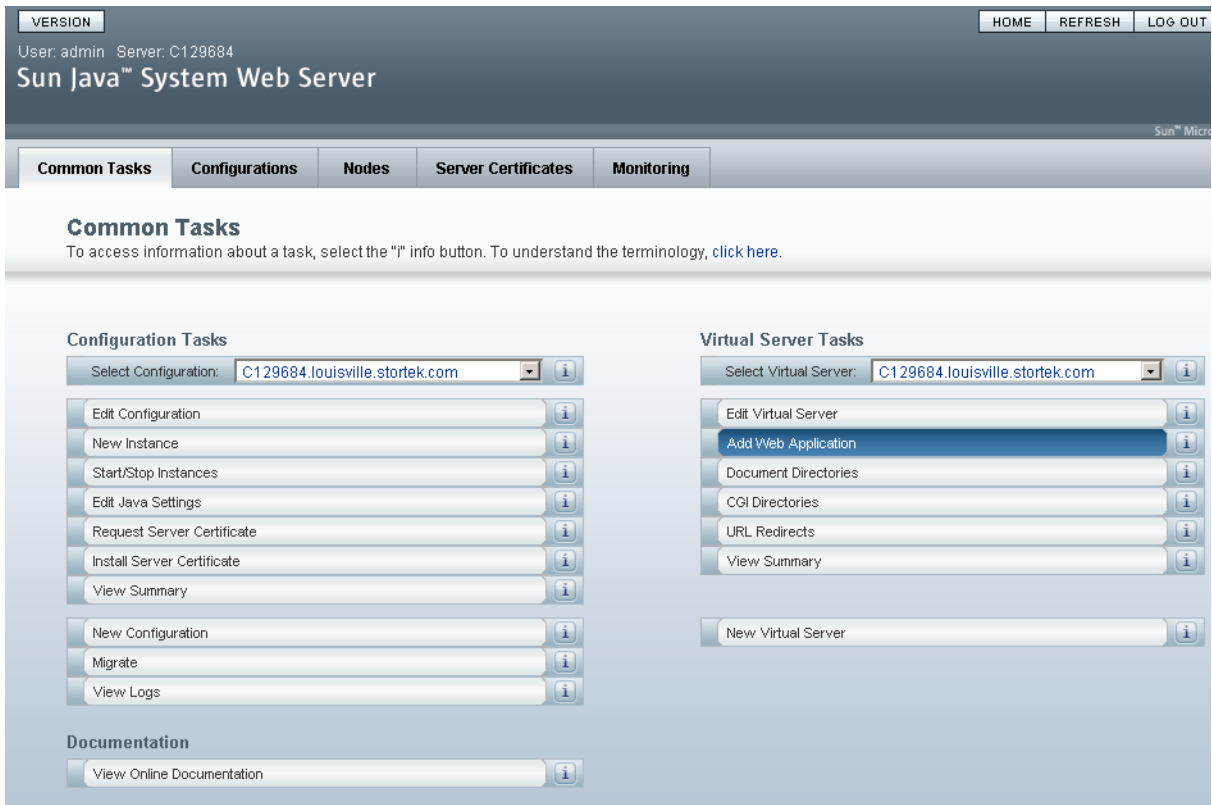 VERSION
HOME REFRESH LOG OUT
User: admin Server: C129684
Sun Java™ System Web Server
Sun™ Micro
Common Tasks Configurations Nodes Server Certificates Monitoring
Common Tasks
To access information about a task, select the "i" info button. To understand the terminology, click here.
Configuration Tasks
Select Configuration: C129684.louisville.stortek.com i
Edit Configuration i
New Instance i
Start/Stop Instances i
Edit Java Settings i
Request Server Certificate i
Install Server Certificate i
View Summary i
New Configuration i
Migrate i
View Logs i
Documentation
View Online Documentation i
Virtual Server Tasks
Select Virtual Server: C129684.louisville.stortek.com i
Edit Virtual Server i
Add Web Application i
Document Directories i
CGI Directories i
URL Redirects i
View Summary i
New Virtual Server i